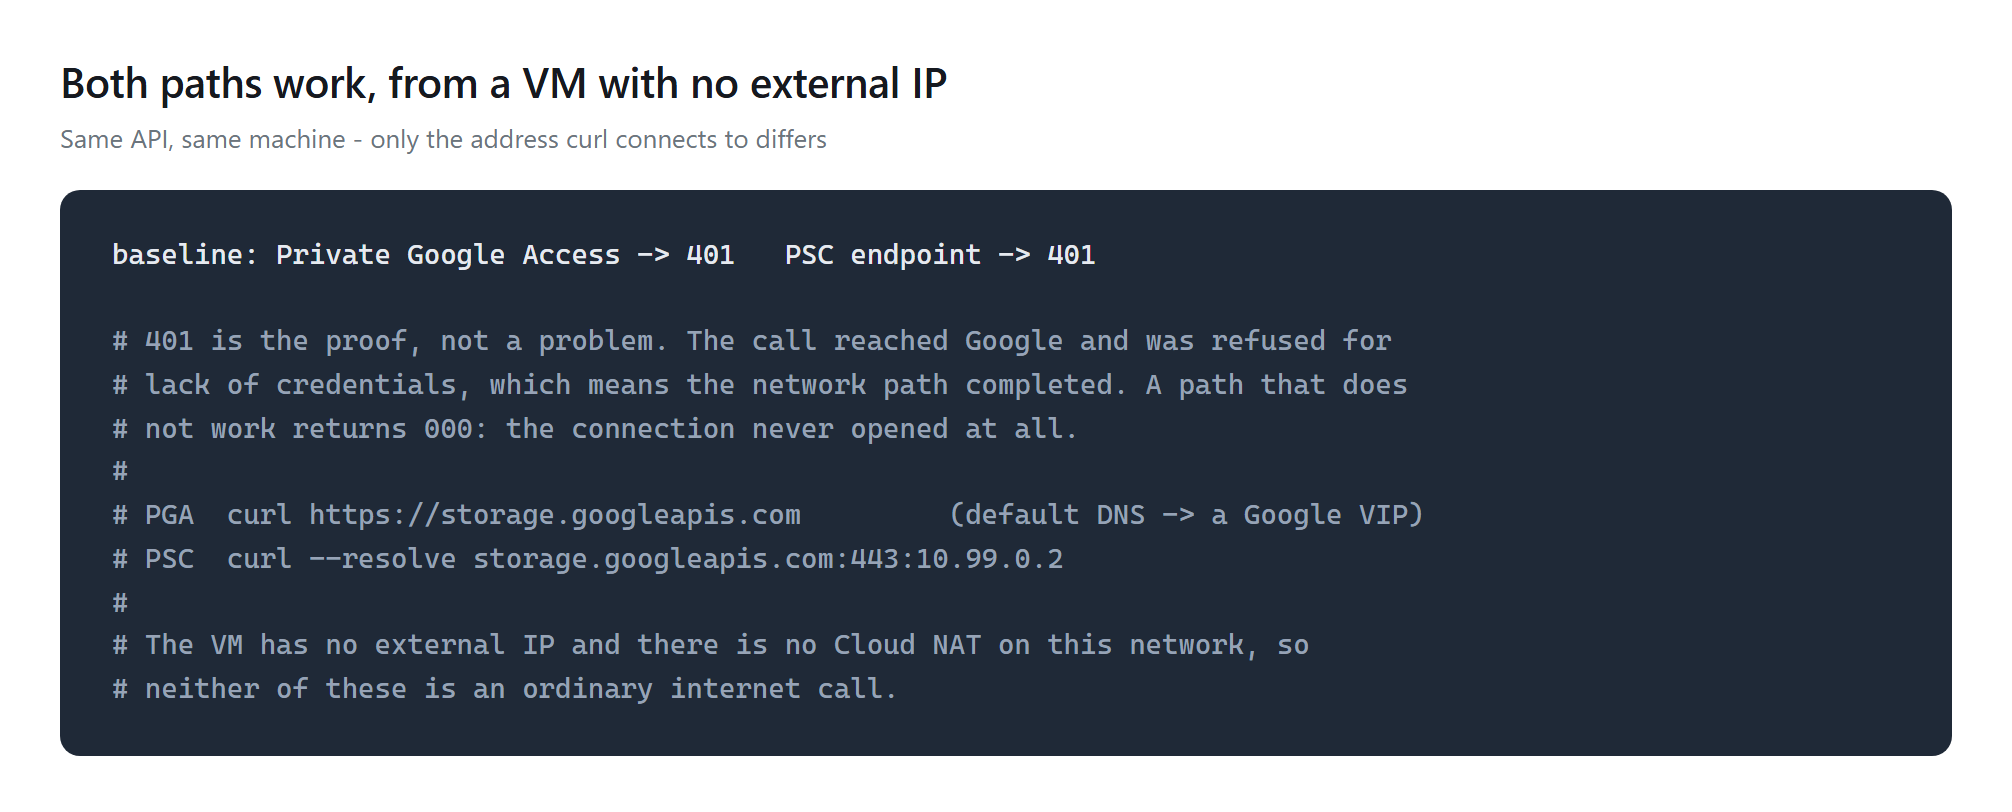 Both paths work, from a VM with no external IP
Same API, same machine - only the address curl connects to differs
baseline: Private Google Access -> 401   PSC endpoint -> 401
# 401 is the proof, not a problem. The call reached Google and was refused for
# lack of credentials, which means the network path completed. A path that does
# not work returns 000: the connection never opened at all.
#
# PGA  curl https://storage.googleapis.com         (default DNS -> a Google VIP)
# PSC  curl --resolve storage.googleapis.com:443:10.99.0.2
#
# The VM has no external IP and there is no Cloud NAT on this network, so
# neither of these is an ordinary internet call.